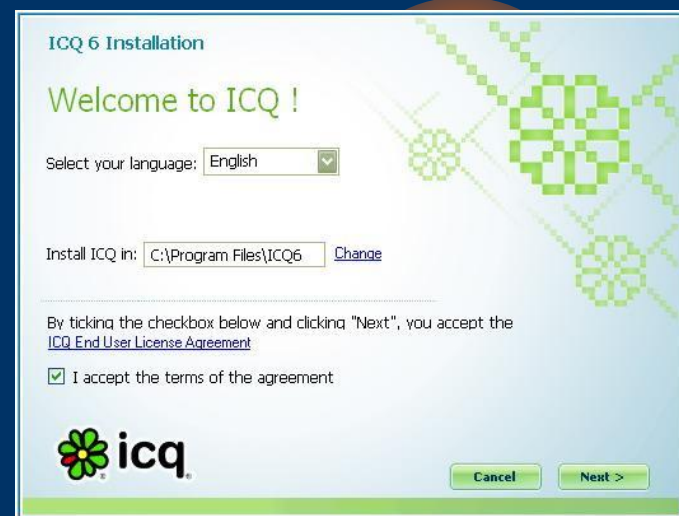 ICQ 6 Installation
Welcome to ICQ !
Select your language: English
Install ICQ in: C:\Program Files\ICQ6 Change
By ticking the checkbox below and clicking "Next", you accept the
ICQ End User License Agreement
I accept the terms of the agreement
icq
Cancel Next >